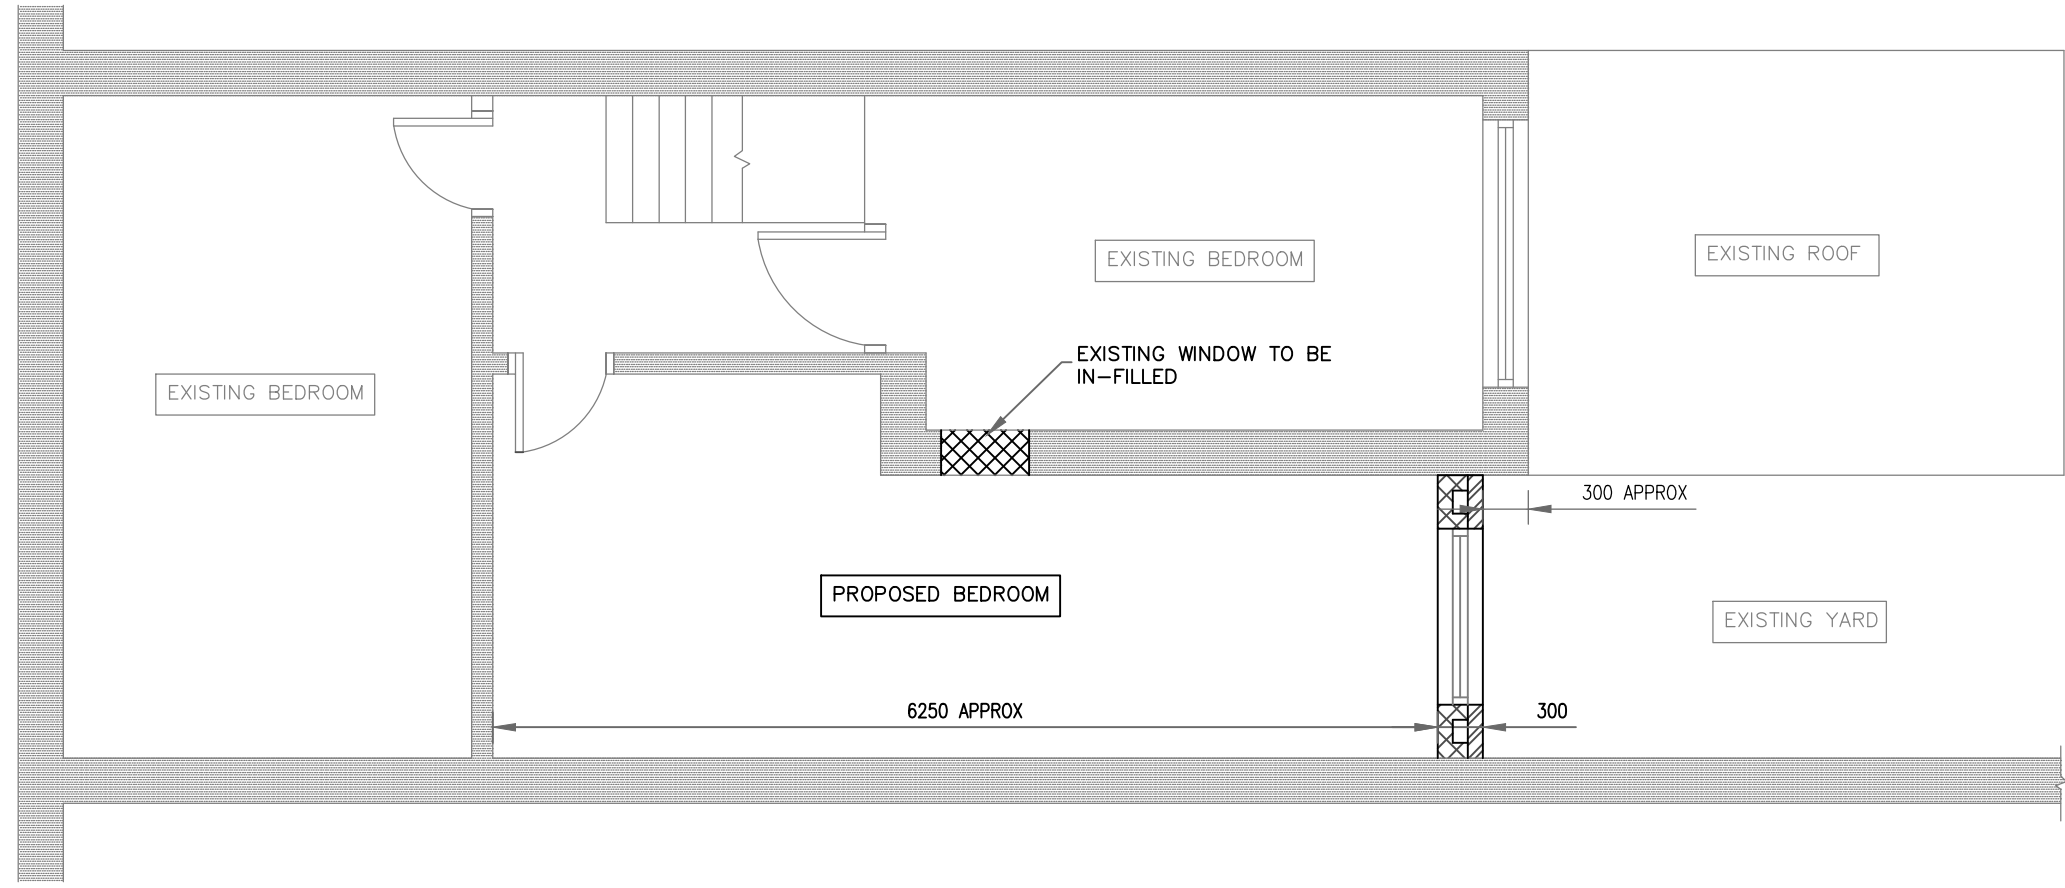 EXISTING ROOF
EXISTING BEDROOM
EXISTING WINDOW TO BE
IN-FILLED
EXISTING BEDROOM
300 APPROX
PROPOSED BEDROOM
EXISTING YARD
6250 APPROX
300